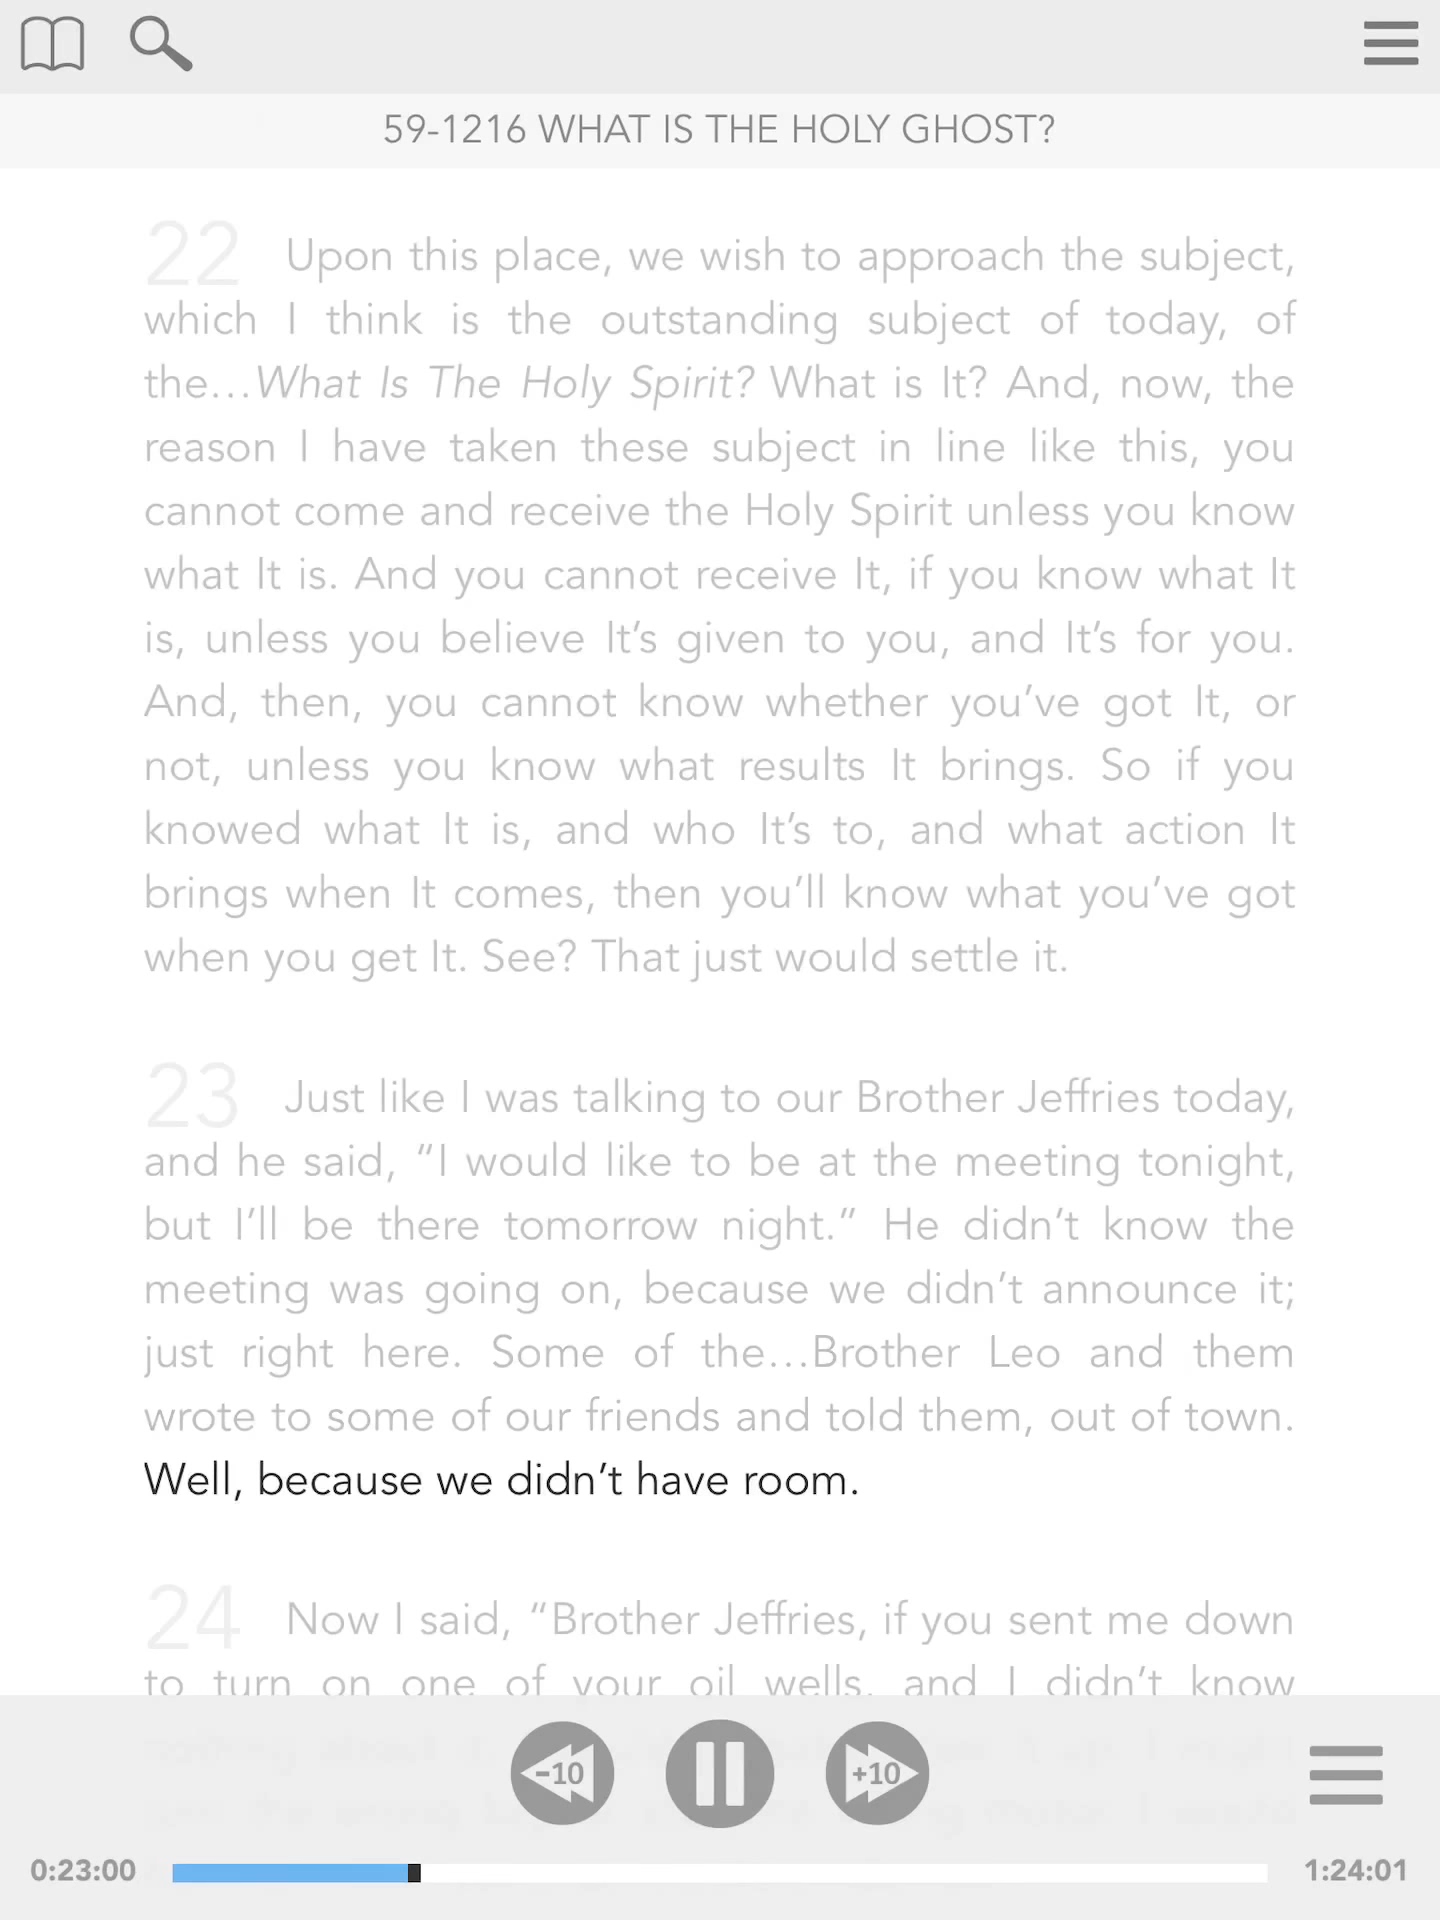 59-1216 WHAT IS THE HOLY GHOST?
22 Upon this place, we wish to approach the subject,
which I think is the outstanding subject of today, of
the…What Is The Holy Spirit? What is It? And, now, the
reason I have taken these subject in line like this, you
cannot come and receive the Holy Spirit unless you know
what It is. And you cannot receive It, if you know what It
is, unless you believe It’s given to you, and It’s for you.
And, then, you cannot know whether you’ve got It, or
not, unless you know what results It brings. So if you
knowed what It is, and who It’s to, and what action It
brings when It comes, then you’ll know what you’ve got
when you get It. See? That just would settle it.
23 Just like I was talking to our Brother Jeffries today,
and he said, “I would like to be at the meeting tonight,
but I’ll be there tomorrow night.” He didn’t know the
meeting was going on, because we didn’t announce it;
just right here. Some of the…Brother Leo and them
wrote to some of our friends and told them, out of town.
Well, because we didn’t have room.
24 Now I said, “Brother Jeffries, if you sent me down
to turn on one of your oil wells, and I didn’t know
-10 +10
0:23:00 1:24:01